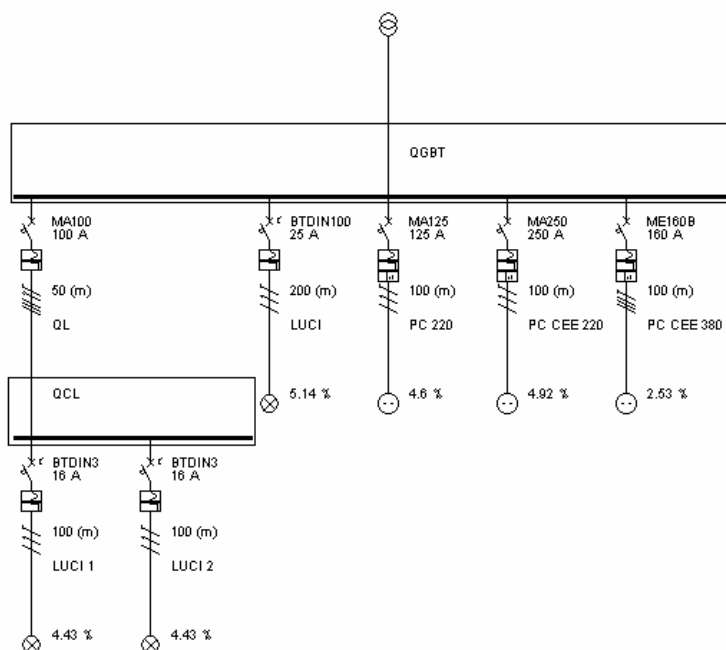 QGBT
MA100
100 A
50 (m)
QL
BTDIN100
25 A
200 (m)
LUCI
5.14 %
MA125
125 A
100 (m)
PC 220
4.6 %
MA250
250 A
100 (m)
PC CEE 220
4.92 %
ME160B
160 A
100 (m)
PC CEE 380
2.53 %
QCL
BTDIN3
16 A
100 (m)
LUCI 1
4.43 %
BTDIN3
16 A
100 (m)
LUCI 2
4.43 %